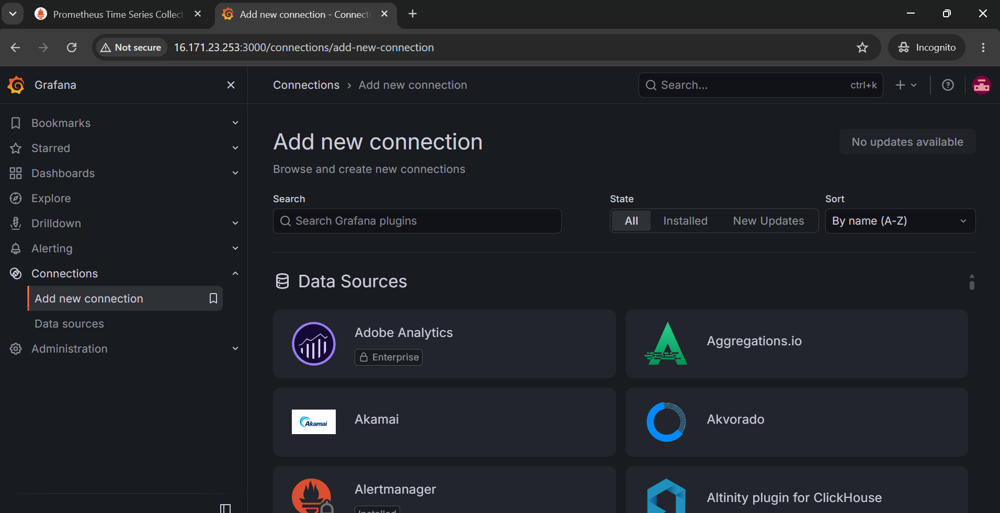 Prometheus Time Series Collect
Add new connection - Connecti
Not secure
16.171.23.253:3000/connections/add-new-connection
Incognito
Grafana
Connections › Add new connection
Search...
ctrl+k
Bookmarks
Starred
Dashboards
Explore
Drilldown
Alerting
Connections
Add new connection
Data sources
Administration
Add new connection
No updates available
Browse and create new connections
Search
Search Grafana plugins
State
All
Installed
New Updates
Sort
By name (A-Z)
Data Sources
Adobe Analytics
Enterprise
Aggregations.io
Akamai
Akamai
Akvorado
Alertmanager
Installed
Altinity plugin for ClickHouse